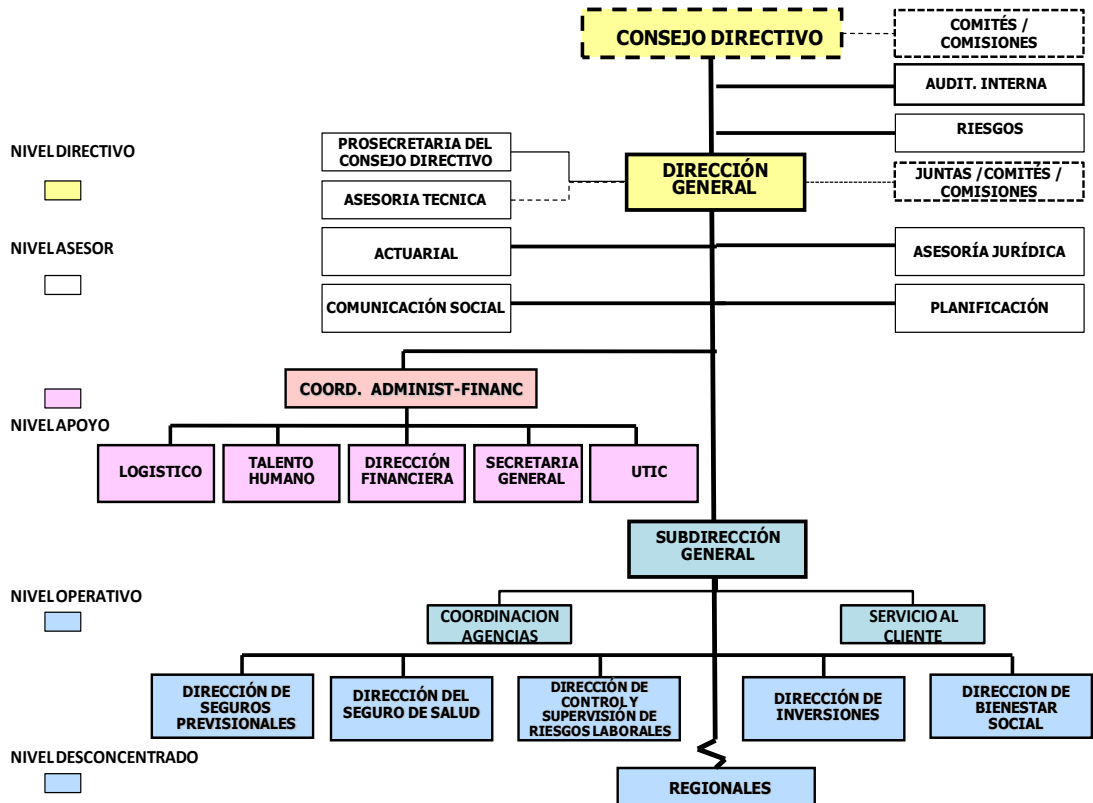 CONSEJO DIRECTIVO
COMITÉS /
COMISIONES
AUDIT. INTERNA
RIESGOS
NIVEL DIRECTIVO
PROSECRETARIA DEL
CONSEJO DIRECTIVO
DIRECCIÓN
GENERAL
JUNTAS / COMITÉS /
COMISIONES
ASESORIA TECNICA
NIVEL ASESOR
ACTUARIAL
ASESORÍA JURÍDICA
COMUNICACIÓN SOCIAL
PLANIFICACIÓN
COORD. ADMINIST-FINANC
NIVEL APOYO
LOGISTICO
TALENTO
HUMANO
DIRECCIÓN
FINANCIERA
SECRETARIA
GENERAL
UTIC
SUBDIRECCIÓN
GENERAL
NIVEL OPERATIVO
COORDINACION
AGENCIAS
SERVICIO AL
CLIENTE
DIRECCIÓN DE
SEGUROS
PREVISIONALES
DIRECCIÓN DEL
SEGURO DE SALUD
DIRECCIÓN DE
CONTROL Y
SUPERVISIÓN DE
RIESGOS LABORALES
DIRECCIÓN DE
INVERSIONES
DIRECCION DE
BIENESTAR
SOCIAL
NIVEL DESCONCENTRADO
REGIONALES